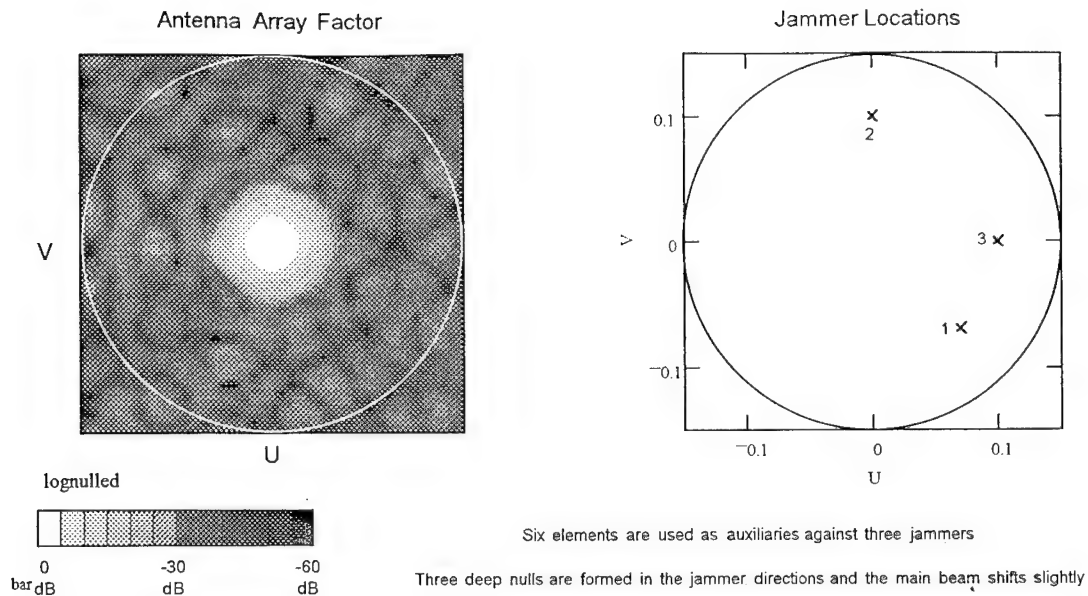 Antenna Array Factor
V
U
lognulled
0 -30 -60
bar dB dB dB
Jammer Locations
0.1
2
V
0
3
1
−0.1
−0.1 0 0.1
U
Six elements are used as auxiliaries against three jammers
Three deep nulls are formed in the jammer directions and the main beam shifts slightly